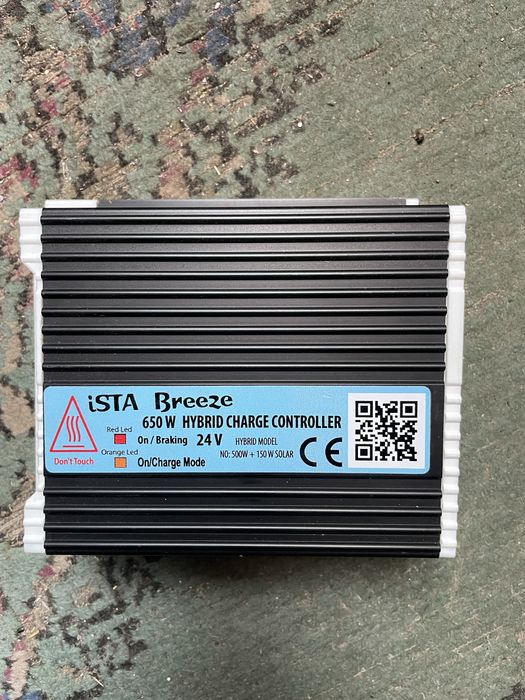 iSTA Breeze
650 W HYBRID CHARGE CONTROLLER
Red Led
On / Braking 24 V HYBRID MODEL
Orange Led
NO: 500W + 150 W SOLAR
Don't Touch
On/Charge Mode
CE